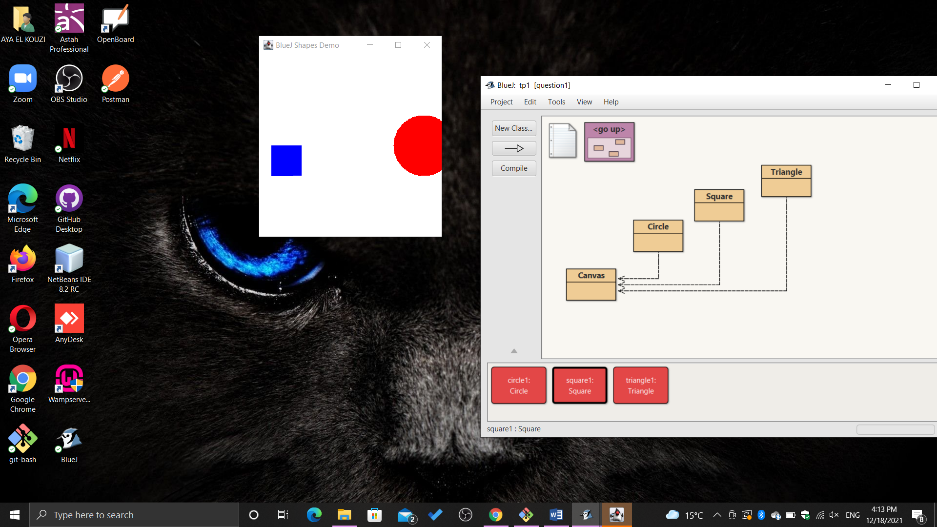 AYA EL KOUZI
Astah
Professional
OpenBoard
Zoom
OBS Studio
Postman
Recycle Bin
Netflix
Microsoft
Edge
GitHub
Desktop
Firefox
NetBeans IDE
8.2 RC
Opera
Browser
AnyDesk
Google
Chrome
Wampserve...
git-bash
BlueJ
BlueJ Shapes Demo
BlueJ: tp1 [question1]
Project Edit Tools View Help
New Class...
Compile
<go up>
Triangle
Square
Circle
Canvas
circle1:
Circle
square1:
Square
triangle1:
Triangle
square1 : Square
Type here to search
2
15°C
ENG
4:13 PM
12/18/2021
8